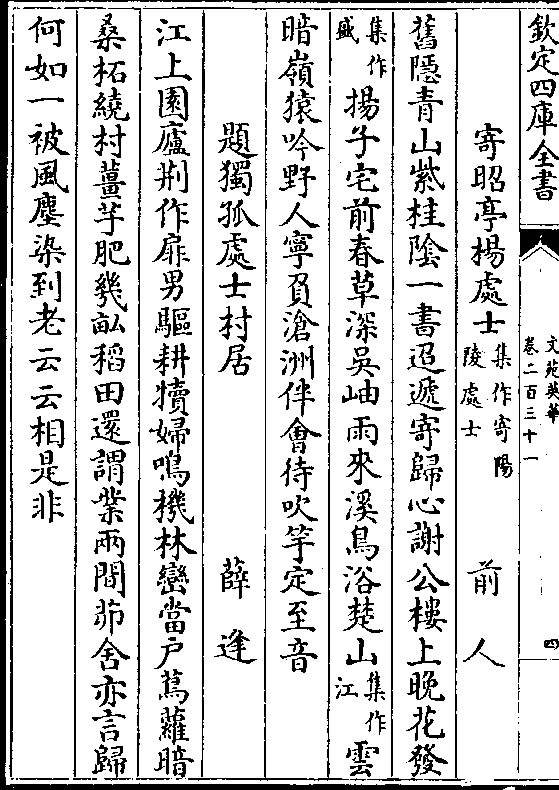 欽定四庫全書
文苑英華
卷二百三十一
四
寄昭亭楊處士集作寄陽陵處士 前人
舊隱青山紫桂陰一書迢遞寄歸心謝公樓上晚花發
集作盛揚子宅前春草深吳岫雨來溪鳥浴楚山集作江雲
暗嶺猿吟野人寧負滄洲伴會待吹竽定至音
題獨孤處士村居 薛逢
江上園廬荆作扉男驅耕犢婦鳴機林巒當户蔦蘿暗
桑柘繞村薑芋肥幾畝稻田還謂業兩間茆舍亦言歸
何如一被風塵染到老云云相是非